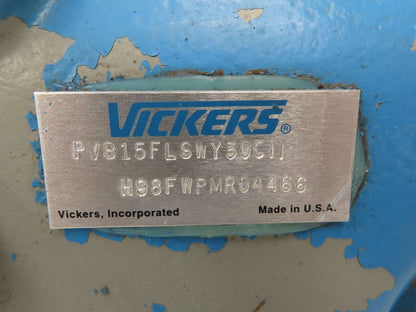 VICKERS®
PVB15FLSWY30C11
H98FWPMR04466
Vickers, Incorporated Made in U.S.A.